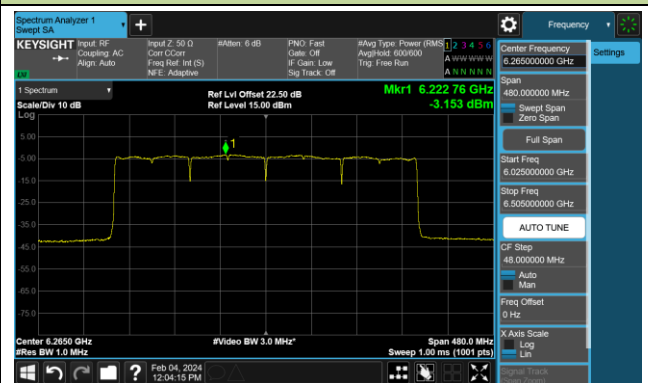 Spectrum Analyzer 1
Swept SA
Frequency
KEYSIGHT
Input: RF
Coupling: AC
Align: Auto
Input Z: 50 Ω
Corr CCorr
Freq Ref: Int (S)
NFE: Adaptive
#Atten: 6 dB
PNO: Fast
Gate: Off
IF Gain: Low
Sig Track: Off
#Avg Type: Power (RMS
Avg|Hold: 600/600
Trig: Free Run
1 2 3 4 5 6
A W W W W W
A N N N N N
Center Frequency
6.265000000 GHz
Settings
Span
480.000000 MHz
Swept Span
Zero Span
Full Span
Start Freq
6.025000000 GHz
Stop Freq
6.505000000 GHz
AUTO TUNE
CF Step
48.000000 MHz
Auto
Man
Freq Offset
0 Hz
X Axis Scale
Log
Lin
Signal Track
1 Spectrum
Scale/Div 10 dB
Log
Ref Lvl Offset 22.50 dB
Ref Level 15.00 dBm
Mkr1 6.222 76 GHz
-3.153 dBm
1
5.00
-5.00
-15.0
-25.0
-35.0
-45.0
-55.0
-65.0
-75.0
Center 6.2650 GHz
#Res BW 1.0 MHz
#Video BW 3.0 MHz*
Span 480.0 MHz
Sweep 1.00 ms (1001 pts)
Feb 04, 2024
12:04:15 PM